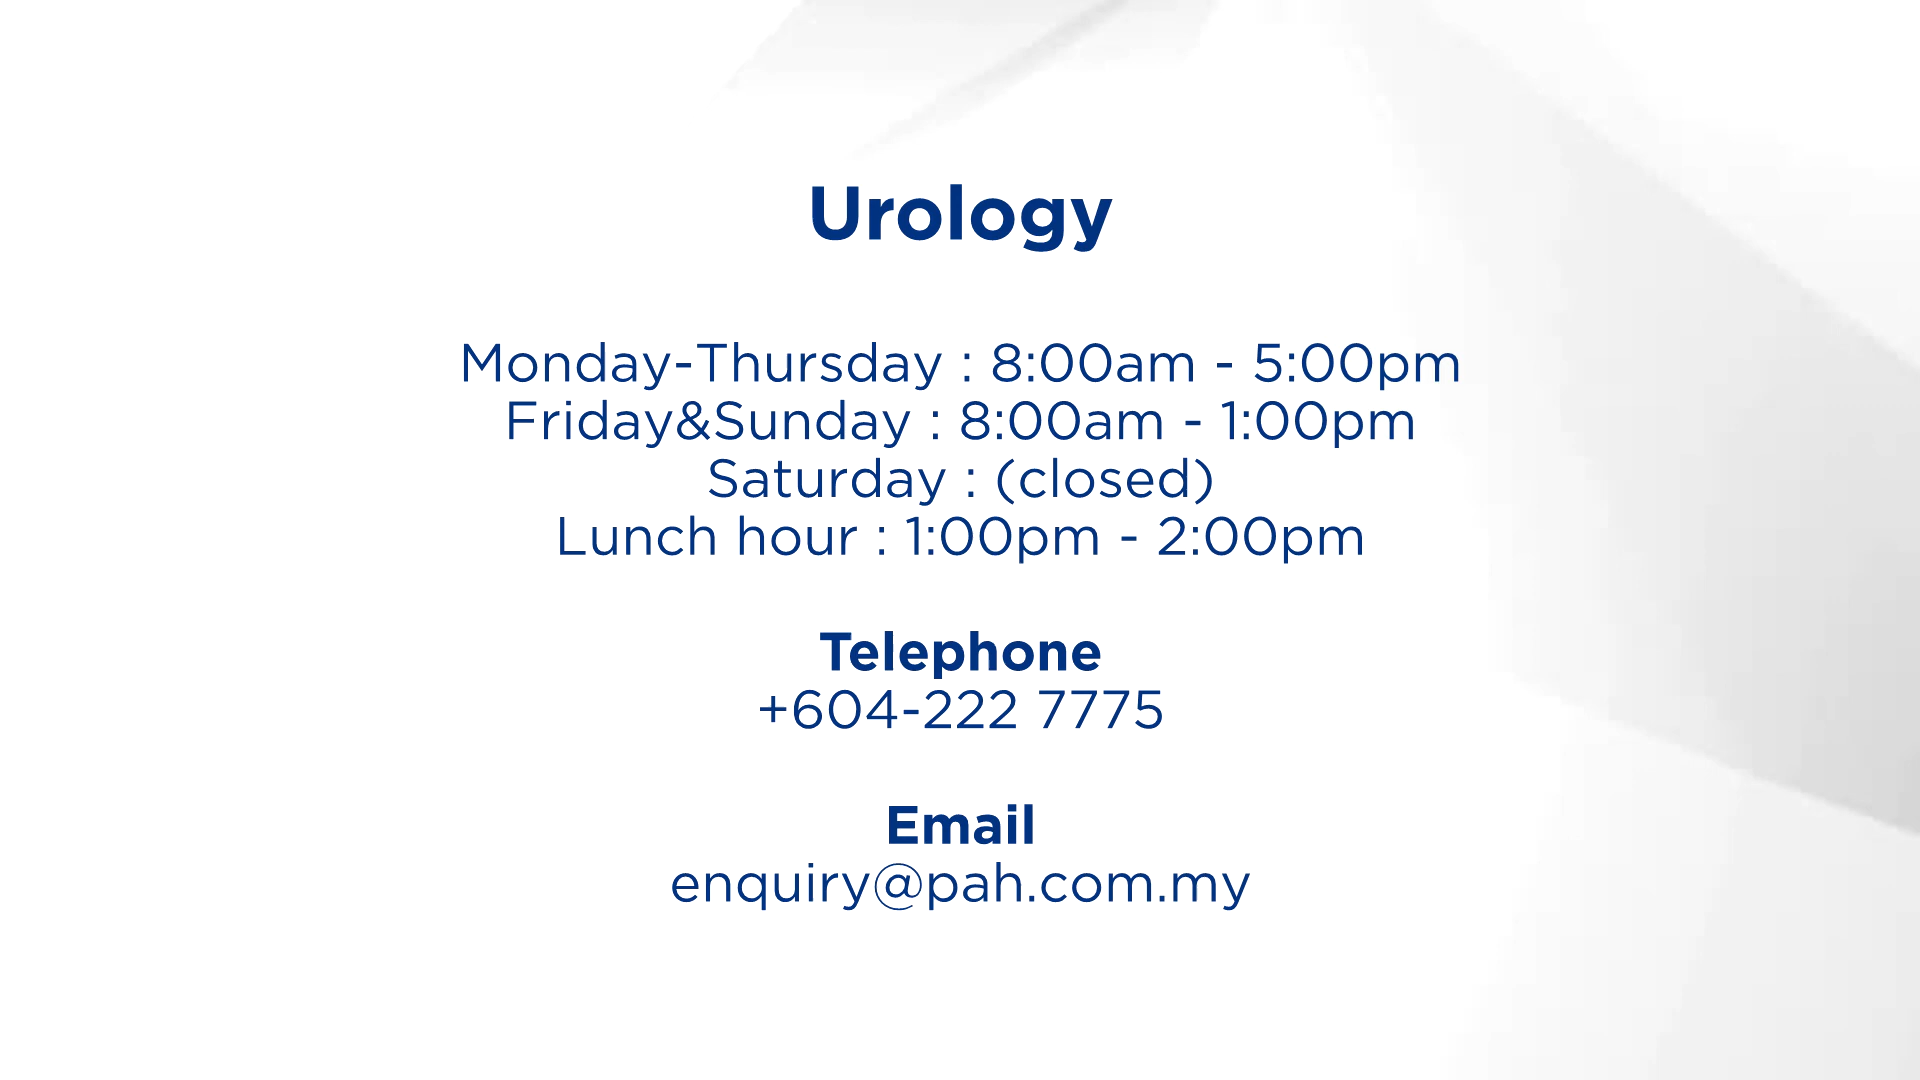 Urology
Monday-Thursday : 8:00am - 5:00pm
Friday&Sunday : 8:00am - 1:00pm
Saturday : (closed)
Lunch hour : 1:00pm - 2:00pm
Telephone
+604-222 7775
Email
enquiry@pah.com.my